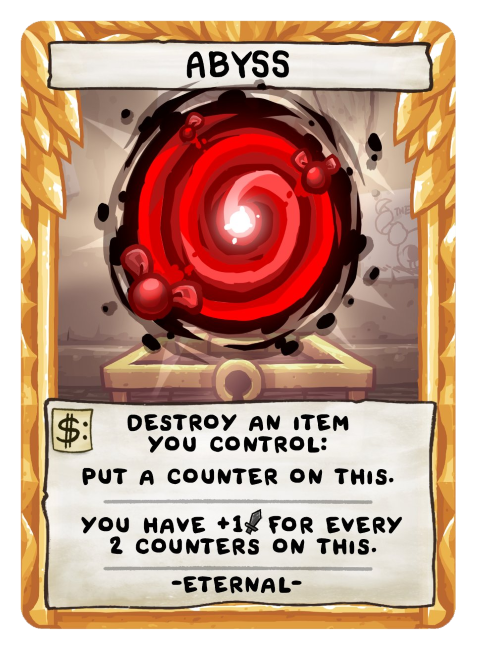 ABYSS
THE
$: DESTROY AN ITEM
YOU CONTROL:
PUT A COUNTER ON THIS.
YOU HAVE +1 FOR EVERY
2 COUNTERS ON THIS.
-ETERNAL-